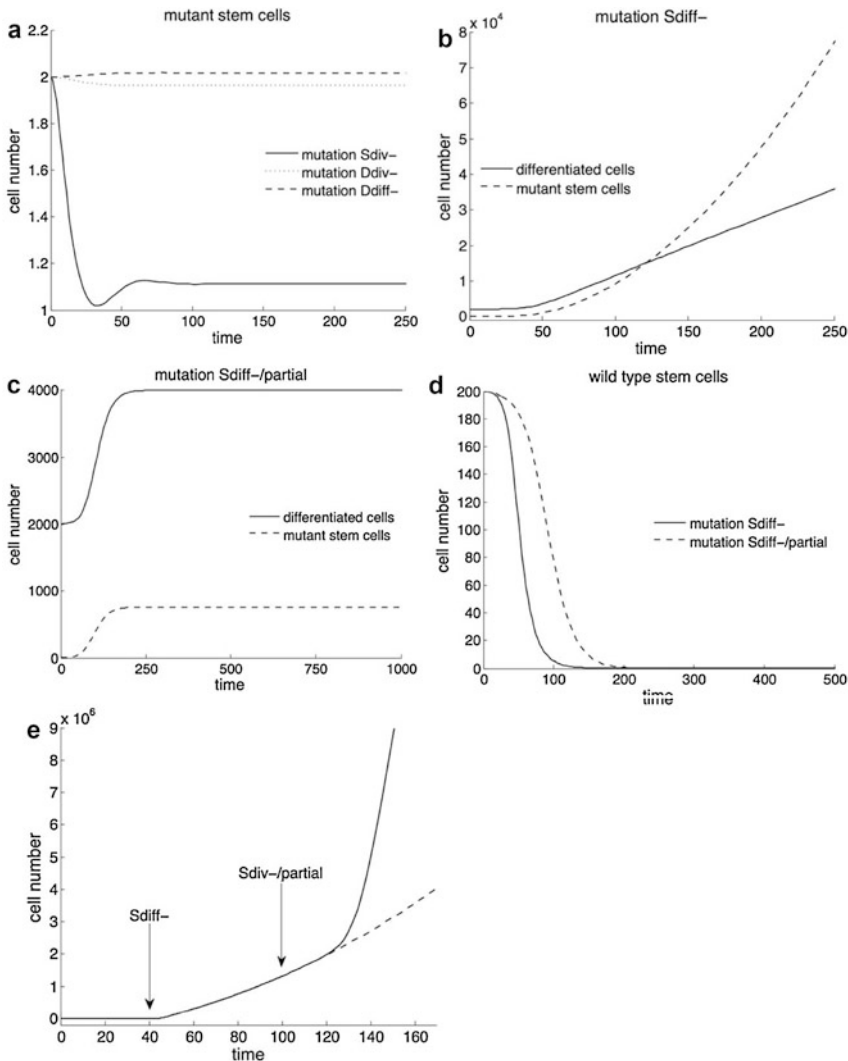 a
mutant stem cells
2.2
2
1.8
1.6
1.4
1.2
1
cell number
mutation Sdiv–
mutation Ddiv–
mutation Ddiff–
0 50 100 150 200 250
time
b
mutation Sdiff–
x 10^4
8
7
6
5
4
3
2
1
0
cell number
differentiated cells
mutant stem cells
0 50 100 150 200 250
time
c
mutation Sdiff–/partial
4000
3000
2000
1000
0
cell number
differentiated cells
mutant stem cells
0 250 500 750 1000
time
d
wild type stem cells
200
180
160
140
120
100
80
60
40
20
0
cell number
mutation Sdiff–
mutation Sdiff–/partial
0 100 200 300 400 500
time
e
x 10^6
9
8
7
6
5
4
3
2
1
0
cell number
Sdiff–
Sdiv–/partial
0 20 40 60 80 100 120 140 160
time